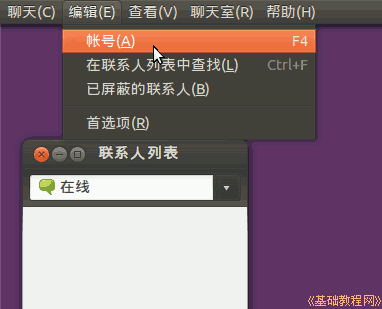 聊天(C) 编辑(E) 查看(V) 聊天室(R) 帮助(H)
帐号(A) F4
在联系人列表中查找(L) Ctrl+F
已屏蔽的联系人(B)
首选项(R)
联系人列表
在线
《基础教程网》